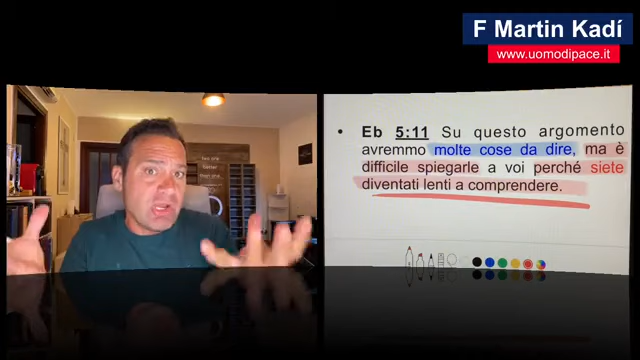 F Martin Kadí
www.uomodipace.it
• Eb 5:11 Su questo argomento
avremmo molte cose da dire, ma è
difficile spiegarle a voi perché siete
diventati lenti a comprendere.